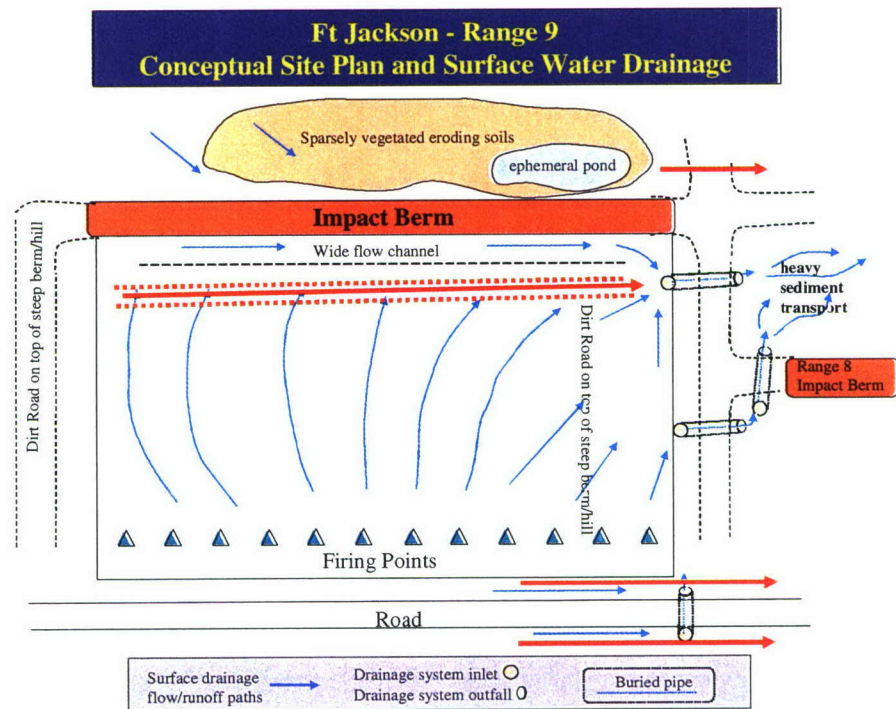 Ft Jackson - Range 9
Conceptual Site Plan and Surface Water Drainage
Sparsely vegetated eroding soils
ephemeral pond
Impact Berm
Wide flow channel
heavy
sediment
transport
Dirt Road on top of steep berm/hill
Dirt Road on top of steep berm/hill
Range 8
Impact Berm
Firing Points
Road
Surface drainage
flow/runoff paths
Drainage system inlet
Drainage system outfall
Buried pipe